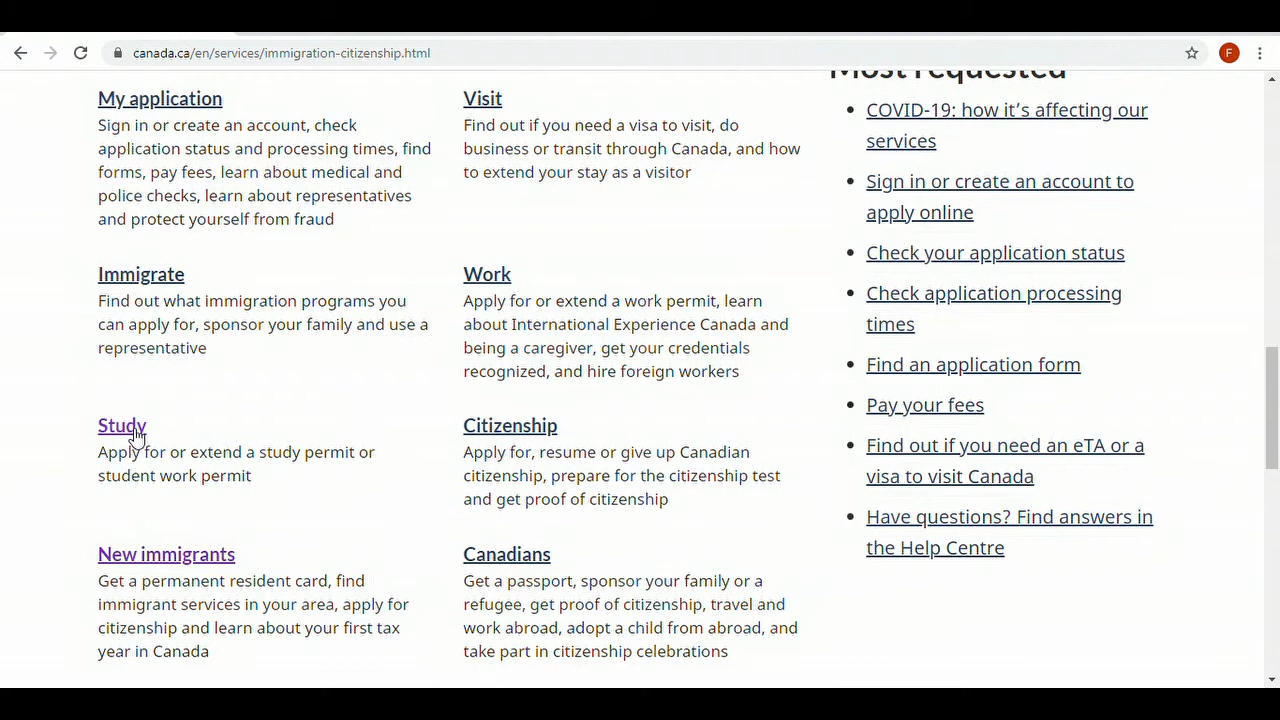 canada.ca/en/services/immigration-citizenship.html
F
My application
Sign in or create an account, check
application status and processing times, find
forms, pay fees, learn about medical and
police checks, learn about representatives
and protect yourself from fraud
Visit
Find out if you need a visa to visit, do
business or transit through Canada, and how
to extend your stay as a visitor
Immigrate
Find out what immigration programs you
can apply for, sponsor your family and use a
representative
Work
Apply for or extend a work permit, learn
about International Experience Canada and
being a caregiver, get your credentials
recognized, and hire foreign workers
Study
Apply for or extend a study permit or
student work permit
Citizenship
Apply for, resume or give up Canadian
citizenship, prepare for the citizenship test
and get proof of citizenship
New immigrants
Get a permanent resident card, find
immigrant services in your area, apply for
citizenship and learn about your first tax
year in Canada
Canadians
Get a passport, sponsor your family or a
refugee, get proof of citizenship, travel and
work abroad, adopt a child from abroad, and
take part in citizenship celebrations
Most requested
COVID-19: how it’s affecting our
services
Sign in or create an account to
apply online
Check your application status
Check application processing
times
Find an application form
Pay your fees
Find out if you need an eTA or a
visa to visit Canada
Have questions? Find answers in
the Help Centre